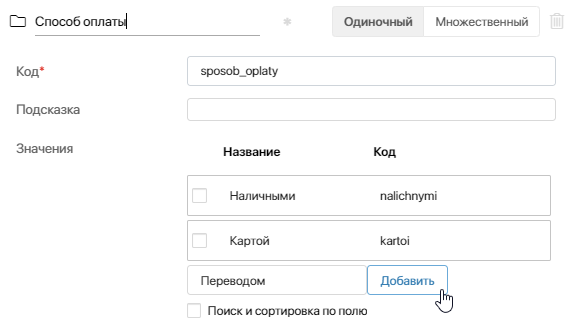 Способ оплаты * Одиночный Множественный
Код* sposob_oplaty
Подсказка
Значения
Название Код
Наличными nalichnymi
Картой kartoi
Переводом Добавить
Поиск и сортировка по полю